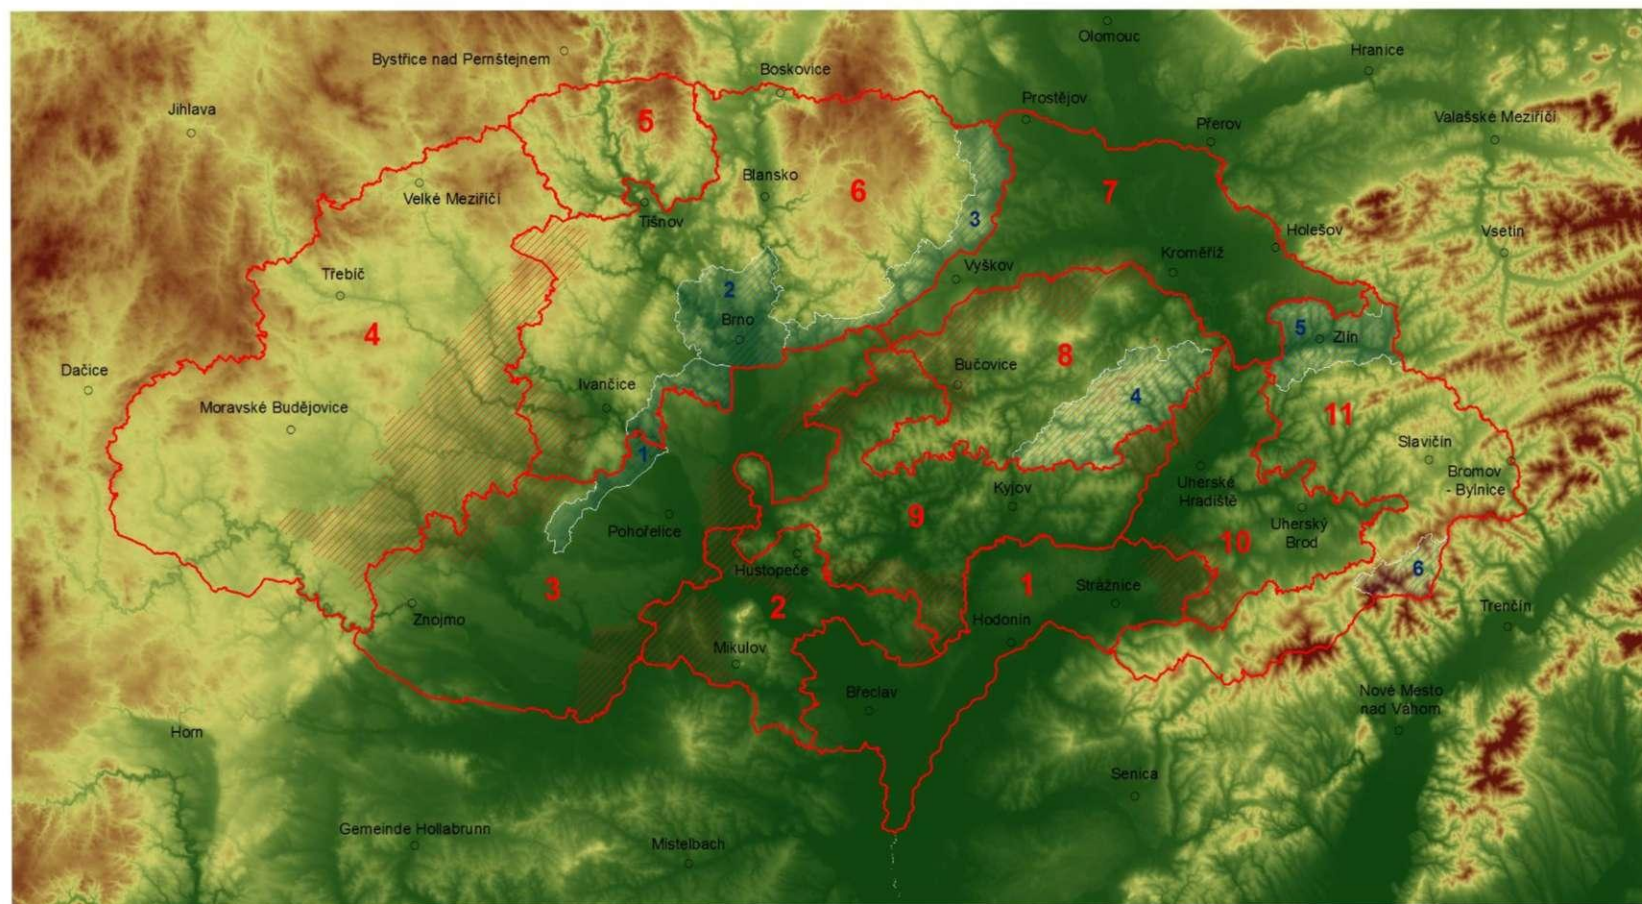 Olomouc
Bystřice nad Pernštejnem
Hranice
Boskovice
Prostějov
Jihlava
Přerov
Valašské Meziříčí
5
Blansko
6
7
Velké Meziříčí
Tišnov
3
Holešov
Vsetín
Kroměříž
Třebíč
Vyškov
2
Brno
5
Zlín
4
8
Bučovice
Dačice
Ivančice
4
Moravské Budějovice
11
Slavičín
1
Bromov
- Bylnice
Uherské
Hradiště
Kyjov
9
Pohořelice
Uherský
Brod
10
Hustopeče
6
3
1
Strážnice
2
Trenčín
Znojmo
Hodonín
Mikulov
Břeclav
Nové Mesto
nad Váhom
Horn
Senica
Gemeinde Hollabrunn
Mistelbach